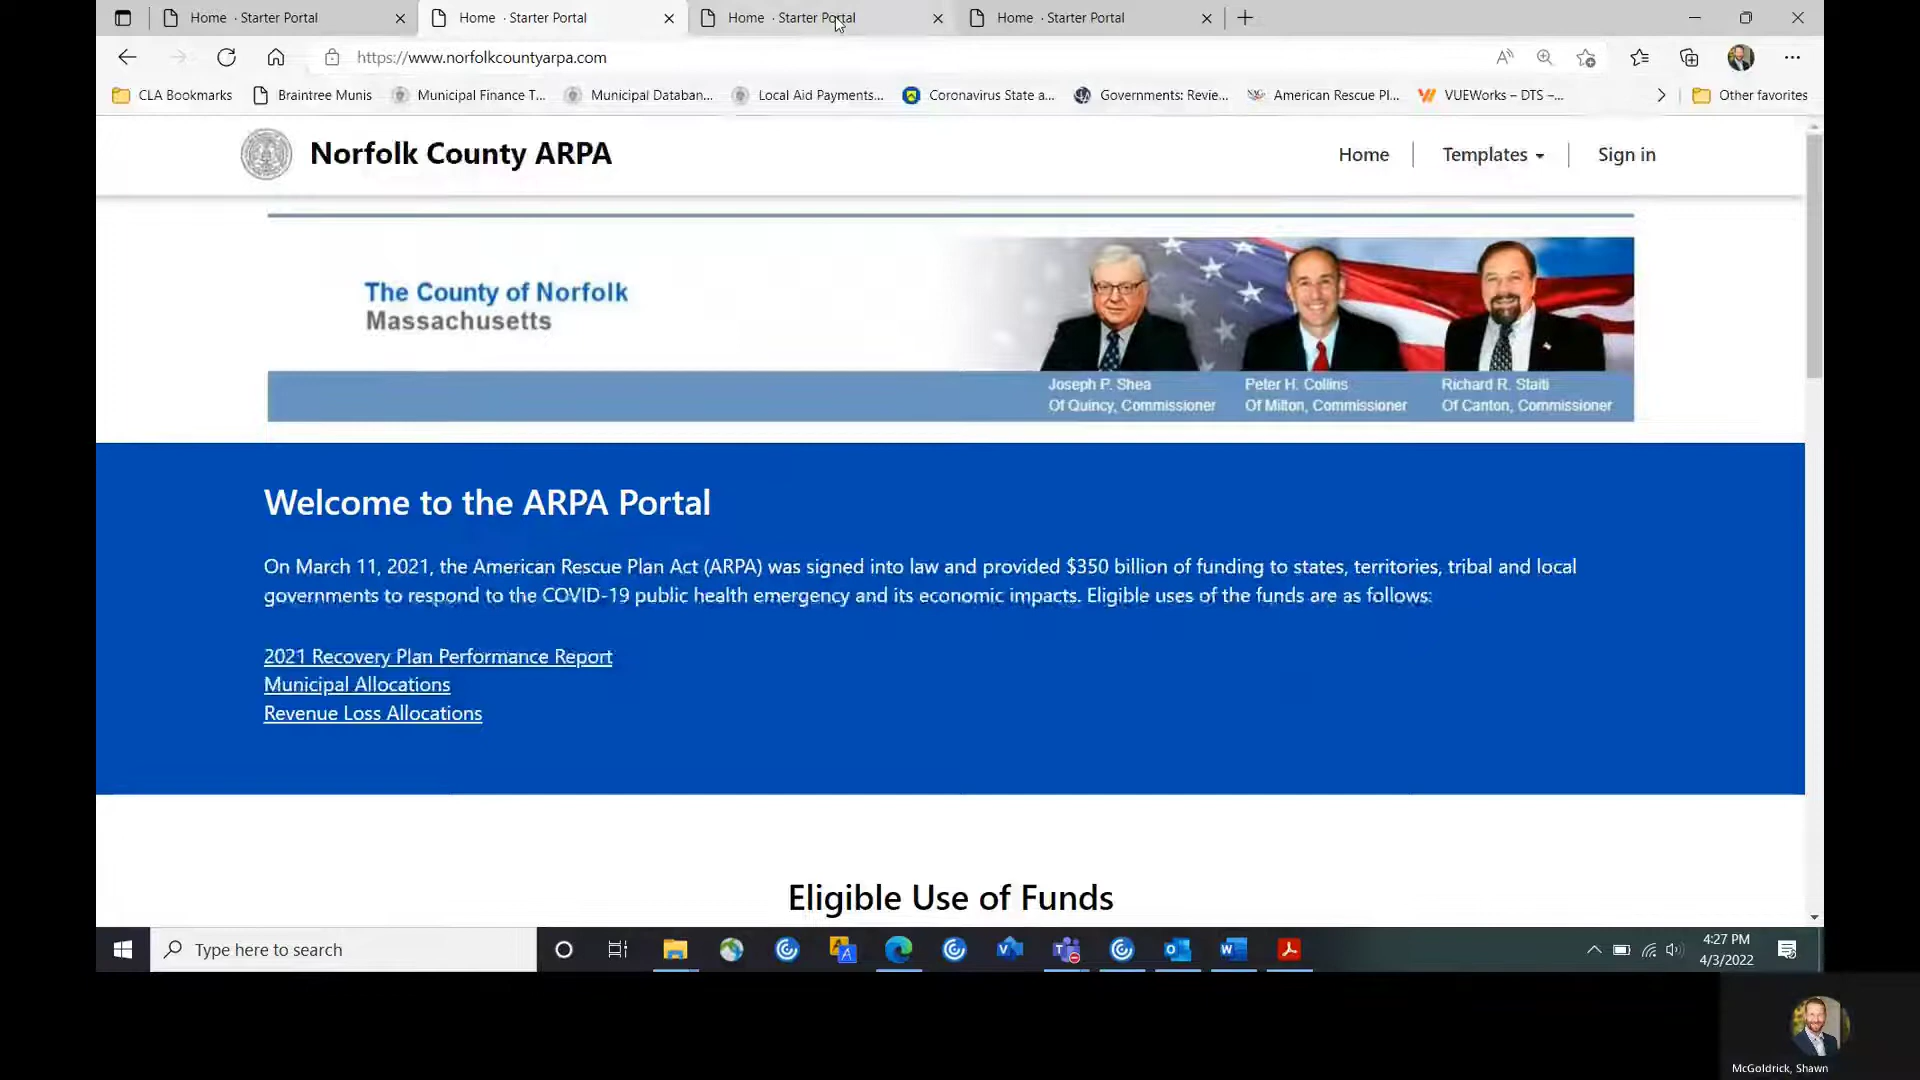 Home · Starter Portal
Home · Starter Portal
Home · Starter Portal
Home · Starter Portal
https://www.norfolkcountyarpa.com
CLA Bookmarks
Braintree Munis
Municipal Finance T...
Municipal Databan...
Local Aid Payments...
Coronavirus State a...
Governments: Revie...
American Rescue Pl...
VUEWorks – DTS –...
Other favorites
Norfolk County ARPA
Home
Templates
Sign in
The County of Norfolk
Massachusetts
Joseph P. Shea
Of Quincy, Commissioner
Peter H. Collins
Of Milton, Commissioner
Richard R. Staiti
Of Canton, Commissioner
Welcome to the ARPA Portal
On March 11, 2021, the American Rescue Plan Act (ARPA) was signed into law and provided $350 billion of funding to states, territories, tribal and local
governments to respond to the COVID-19 public health emergency and its economic impacts. Eligible uses of the funds are as follows:
2021 Recovery Plan Performance Report
Municipal Allocations
Revenue Loss Allocations
Eligible Use of Funds
Type here to search
4:27 PM
4/3/2022
McGoldrick, Shawn